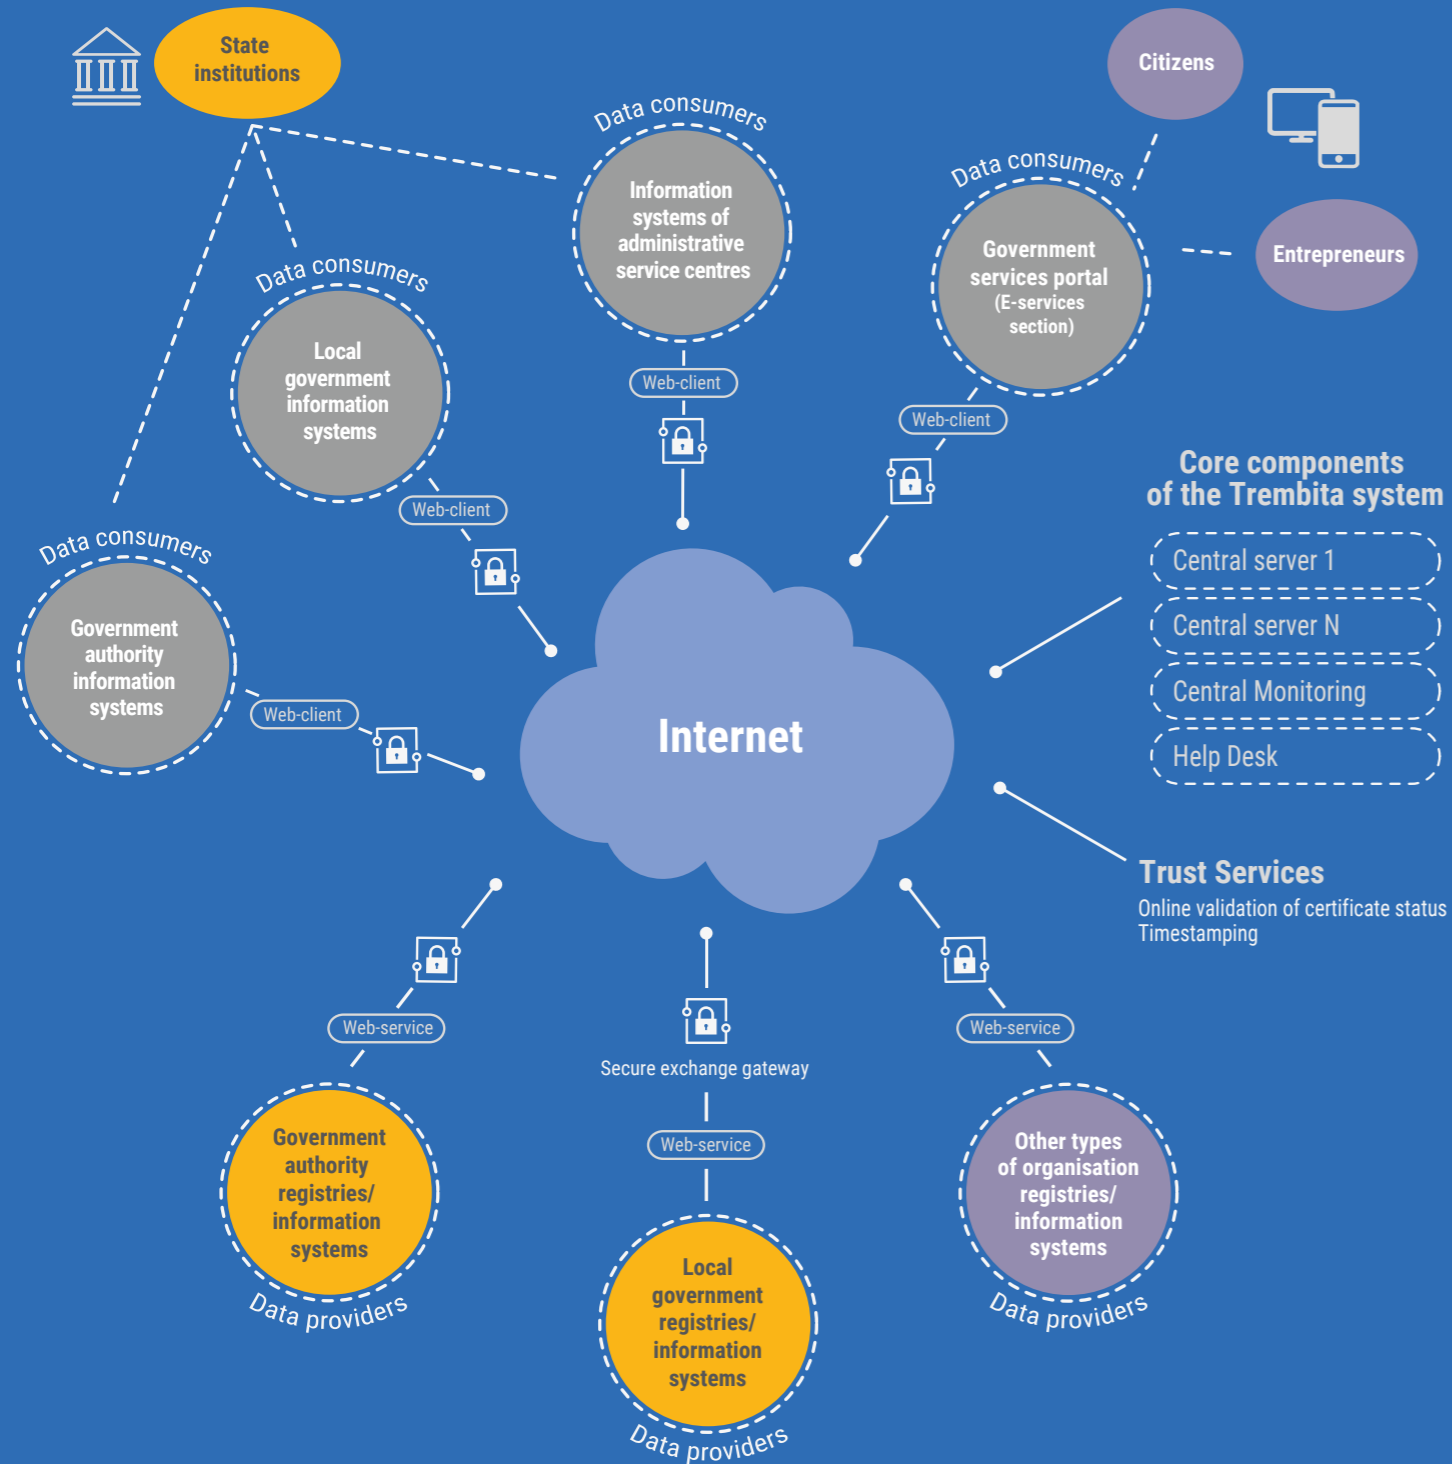 State
institutions
Citizens
Data consumers
Information
systems of
administrative
service centres
Data consumers
Government
services portal
(E-services
section)
Entrepreneurs
Data consumers
Local
government
information
systems
Web-client
Web-client
Core components
of the Trembita system
Central server 1
Central server N
Central Monitoring
Help Desk
Web-client
Data consumers
Government
authority
information
systems
Web-client
Internet
Trust Services
Online validation of certificate status
Timestamping
Web-service
Secure exchange gateway
Web-service
Web-service
Government
authority
registries/
information
systems
Data providers
Local
government
registries/
information
systems
Data providers
Other types
of organisation
registries/
information
systems
Data providers